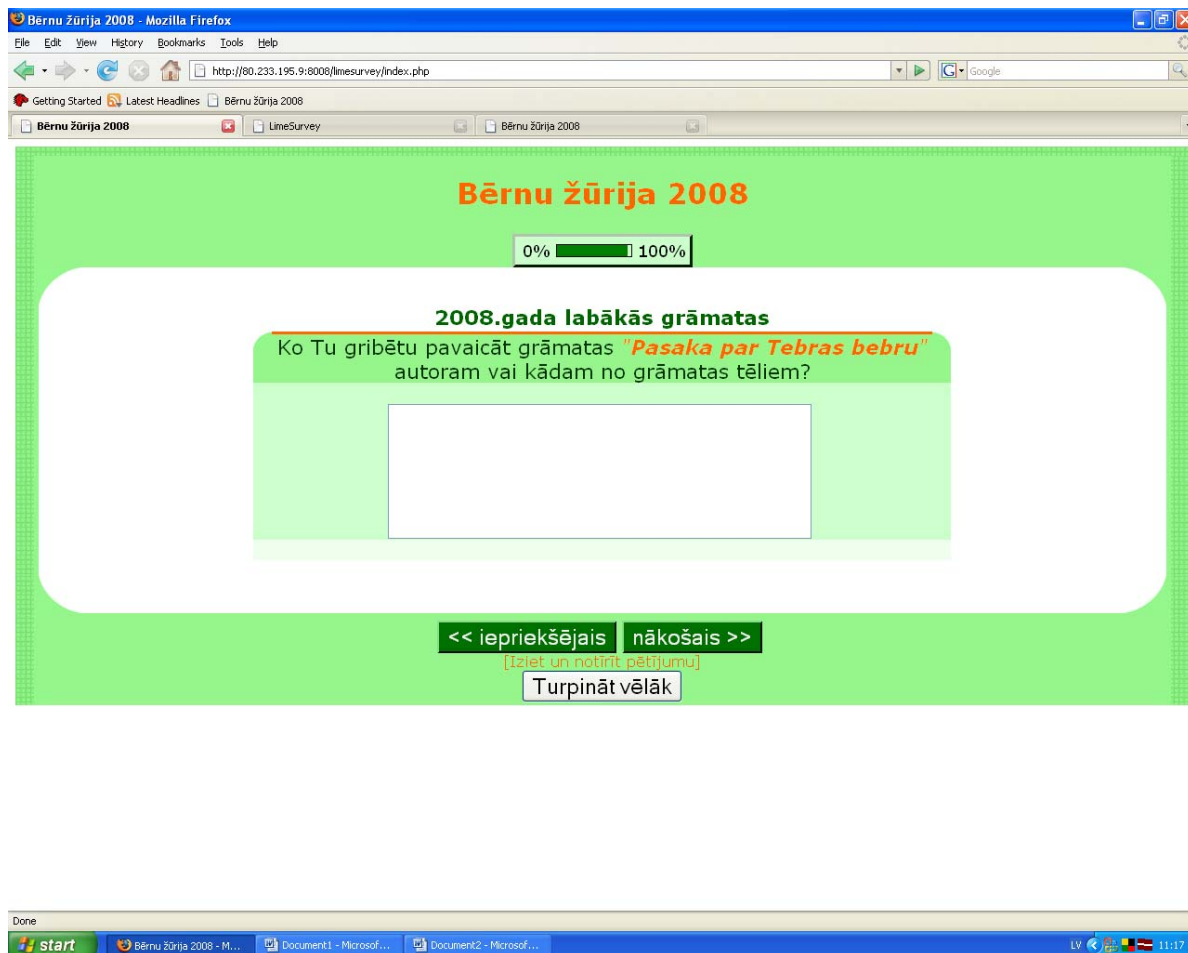 Bērnu žūrija 2008 - Mozilla Firefox
File Edit View History Bookmarks Tools Help
http://80.233.195.9:8008/limesurvey/index.php
G Google
Getting Started Latest Headlines Bērnu žūrija 2008
Bērnu žūrija 2008 LimeSurvey Bērnu žūrija 2008
Bērnu žūrija 2008
0% 100%
2008.gada labākās grāmatas
Ko Tu gribētu pavaicāt grāmatas "Pasaka par Tebras bebru"
autoram vai kādam no grāmatas tēliem?
<< iepriekšējais nākošais >>
[Iziet un notīrīt pētījumu]
Turpināt vēlāk
Done
start Bērnu žūrija 2008 - M... Document1 - Microsof... Document2 - Microsof... LV 11:17